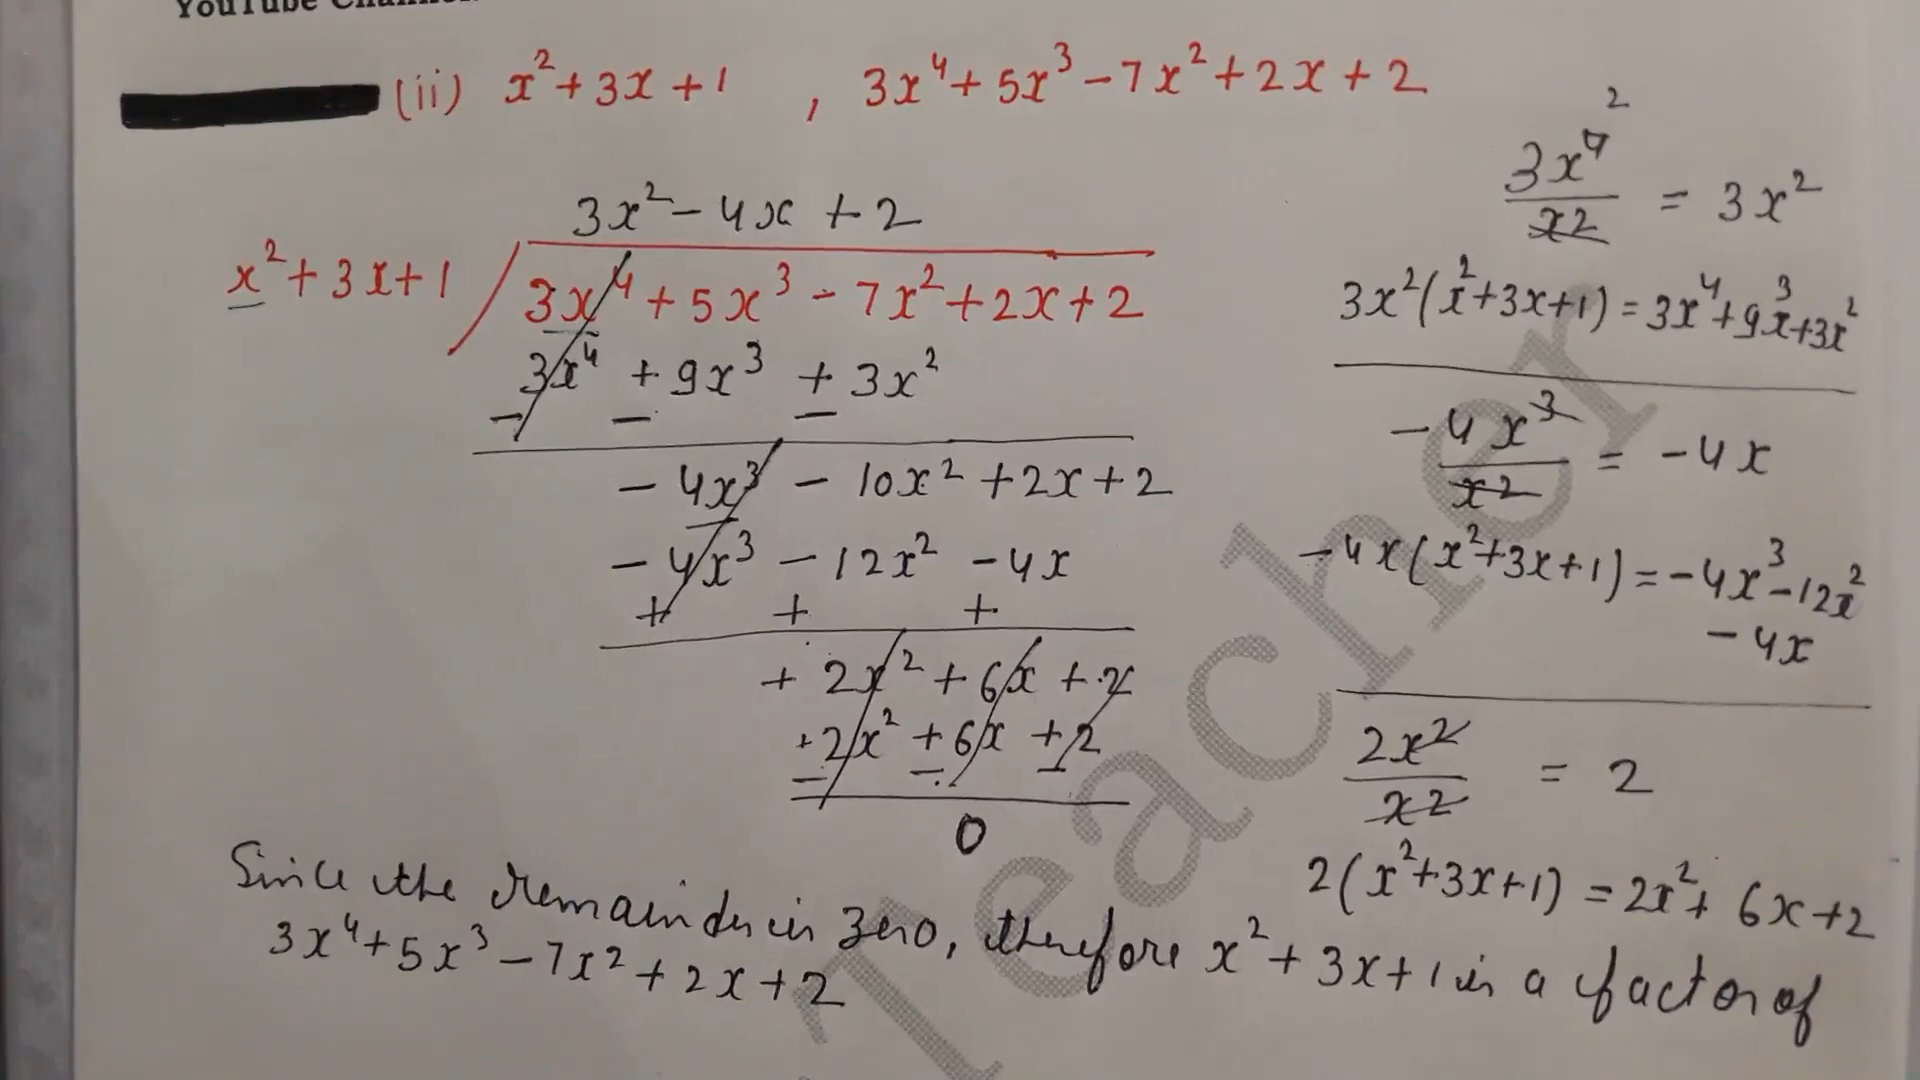 YouTube Channel
(ii) x²+3x+1 , 3x⁴+5x³-7x²+2x+2
3x²-4x+2
x²+3x+1 ) 3x⁴+5x³-7x²+2x+2
3x⁴+9x³+3x²
- - -
-4x³-10x²+2x+2
-4x³-12x²-4x
+ + +
+2x²+6x+2
+2x²+6x+2
- - -
0
Since the remainder is zero, therefore x²+3x+1 is a factor of
3x⁴+5x³-7x²+2x+2
2
3x⁴/x2 = 3x²
3x²(x²+3x+1)=3x⁴+9x³+3x²
-4x³/x2 = -4x
-4x(x²+3x+1)=-4x³-12x²
-4x
2x2/x2 = 2
2(x²+3x+1)=2x²+6x+2
Teacher